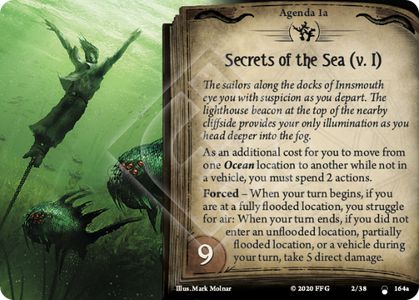 Agenda 1a
Secrets of the Sea (v. I)
The sailors along the docks of Innsmouth
eye you with suspicion as you depart. The
lighthouse beacon at the top of the nearby
cliffside provides your only illumination as you
head deeper into the fog.
As an additional cost for you to move from
one Ocean location to another while not in
a vehicle, you must spend 2 actions.
Forced – When your turn begins, if you
are at a fully flooded location, you struggle
for air: When your turn ends, if you did not
enter an unflooded location, partially
flooded location, or a vehicle during
your turn, take 5 direct damage.
9
Illus. Mark Molnar
© 2020 FFG
2/38
164a